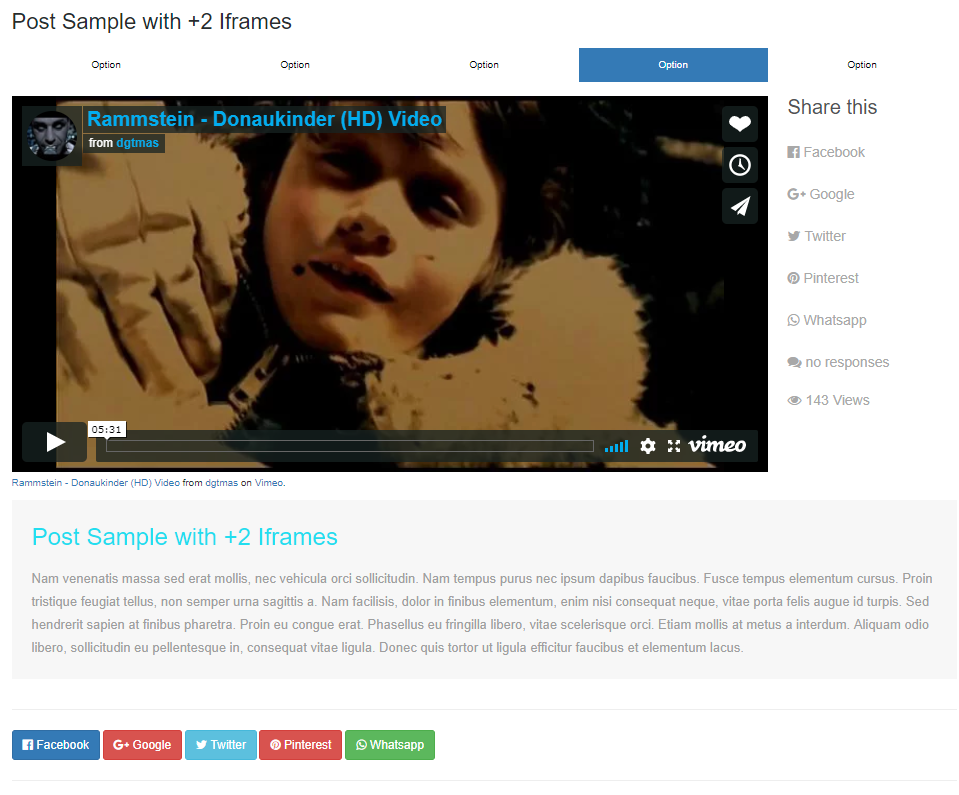 Post Sample with +2 Iframes
Option
Option
Option
Option
Option
Rammstein - Donaukinder (HD) Video
from dgtmas
05:31
vimeo
Rammstein - Donaukinder (HD) Video from dgtmas on Vimeo.
Share this
Facebook
Google
Twitter
Pinterest
Whatsapp
no responses
143 Views
Post Sample with +2 Iframes
Nam venenatis massa sed erat mollis, nec vehicula orci sollicitudin. Nam tempus purus nec ipsum dapibus faucibus. Fusce tempus elementum cursus. Proin
tristique feugiat tellus, non semper urna sagittis a. Nam facilisis, dolor in finibus elementum, enim nisi consequat neque, vitae porta felis augue id turpis. Sed
hendrerit sapien at finibus pharetra. Proin eu congue erat. Phasellus eu fringilla libero, vitae scelerisque orci. Etiam mollis at metus a interdum. Aliquam odio
libero, sollicitudin eu pellentesque in, consequat vitae ligula. Donec quis tortor ut ligula efficitur faucibus et elementum lacus.
Facebook
Google
Twitter
Pinterest
Whatsapp